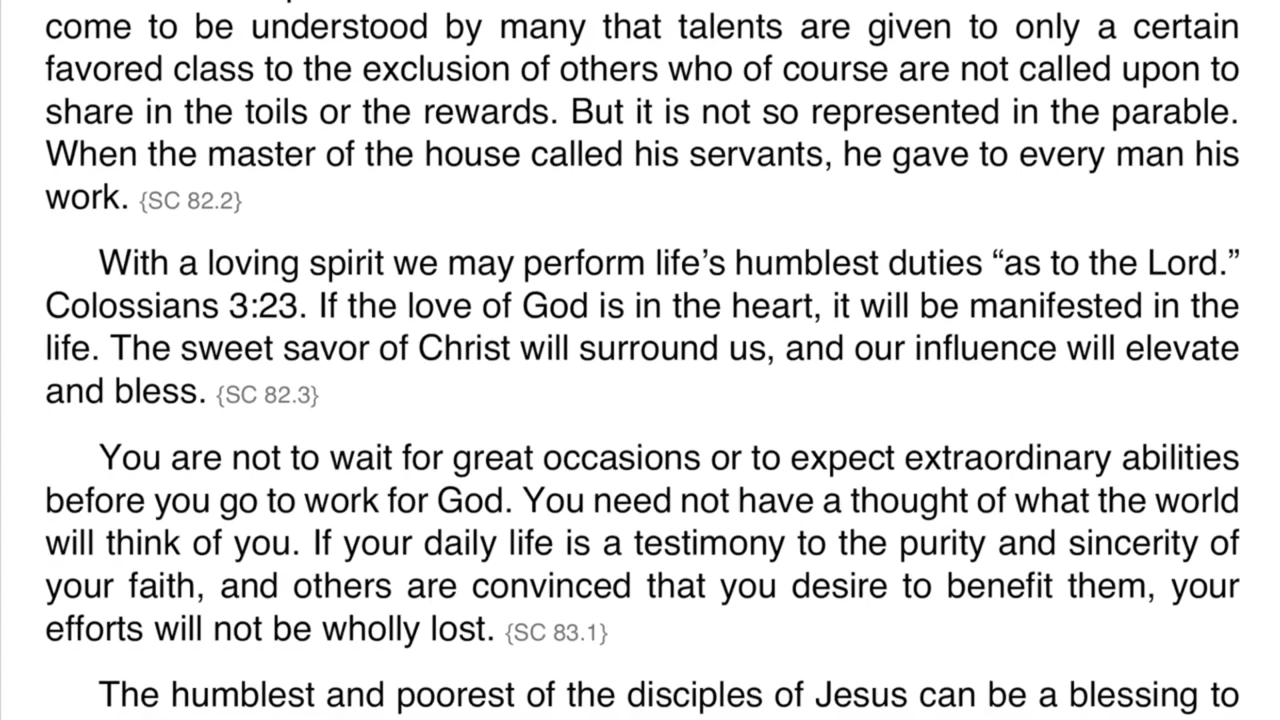 come to be understood by many that talents are given to only a certain
favored class to the exclusion of others who of course are not called upon to
share in the toils or the rewards. But it is not so represented in the parable.
When the master of the house called his servants, he gave to every man his
work. {SC 82.2}
With a loving spirit we may perform life’s humblest duties “as to the Lord.”
Colossians 3:23. If the love of God is in the heart, it will be manifested in the
life. The sweet savor of Christ will surround us, and our influence will elevate
and bless. {SC 82.3}
You are not to wait for great occasions or to expect extraordinary abilities
before you go to work for God. You need not have a thought of what the world
will think of you. If your daily life is a testimony to the purity and sincerity of
your faith, and others are convinced that you desire to benefit them, your
efforts will not be wholly lost. {SC 83.1}
The humblest and poorest of the disciples of Jesus can be a blessing to